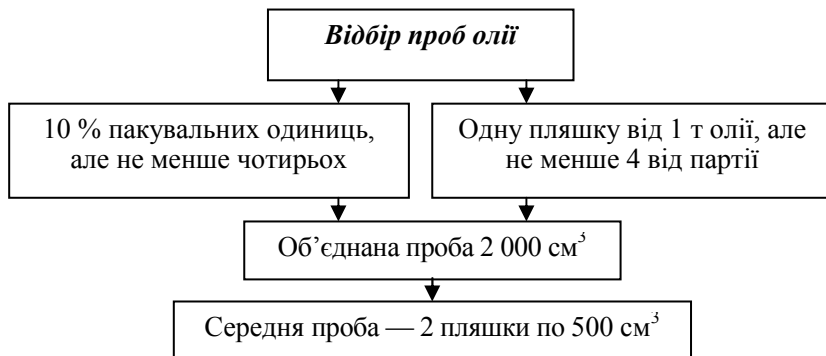 Відбір проб олії
10 % пакувальних одиниць,
але не менше чотирьох
Одну пляшку від 1 т олії, але
не менше 4 від партії
Об’єднана проба 2 000 см³
Середня проба — 2 пляшки по 500 см³